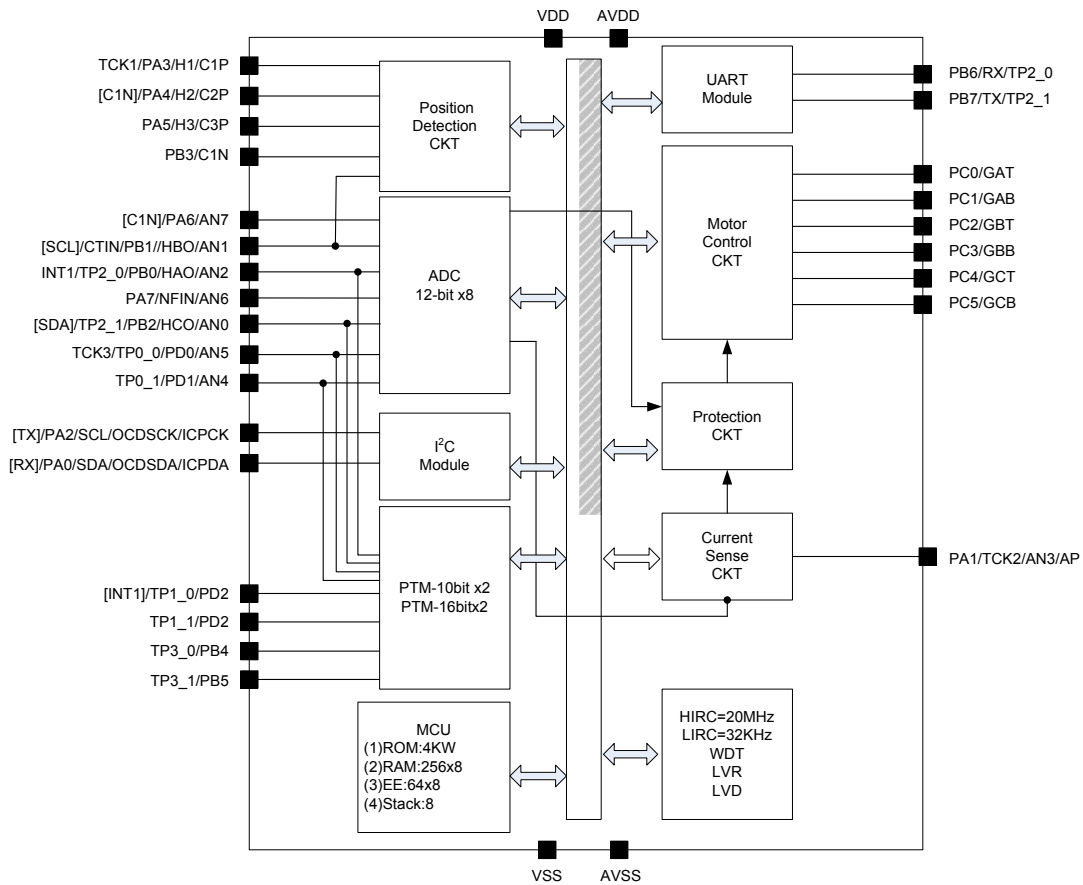 VDD
AVDD
TCK1/PA3/H1/C1P
[C1N]/PA4/H2/C2P
PA5/H3/C3P
PB3/C1N
[C1N]/PA6/AN7
[SCL]/CTIN/PB1//HBO/AN1
INT1/TP2_0/PB0/HAO/AN2
PA7/NFIN/AN6
[SDA]/TP2_1/PB2/HCO/AN0
TCK3/TP0_0/PD0/AN5
TP0_1/PD1/AN4
[TX]/PA2/SCL/OCDSCK/ICPCK
[RX]/PA0/SDA/OCDSDA/ICPDA
[INT1]/TP1_0/PD2
TP1_1/PD2
TP3_0/PB4
TP3_1/PB5
Position
Detection
CKT
ADC
12-bit x8
I²C
Module
PTM-10bit x2
PTM-16bitx2
MCU
(1)ROM:4KW
(2)RAM:256x8
(3)EE:64x8
(4)Stack:8
UART
Module
Motor
Control
CKT
Protection
CKT
Current
Sense
CKT
HIRC=20MHz
LIRC=32KHz
WDT
LVR
LVD
PB6/RX/TP2_0
PB7/TX/TP2_1
PC0/GAT
PC1/GAB
PC2/GBT
PC3/GBB
PC4/GCT
PC5/GCB
PA1/TCK2/AN3/AP
VSS
AVSS